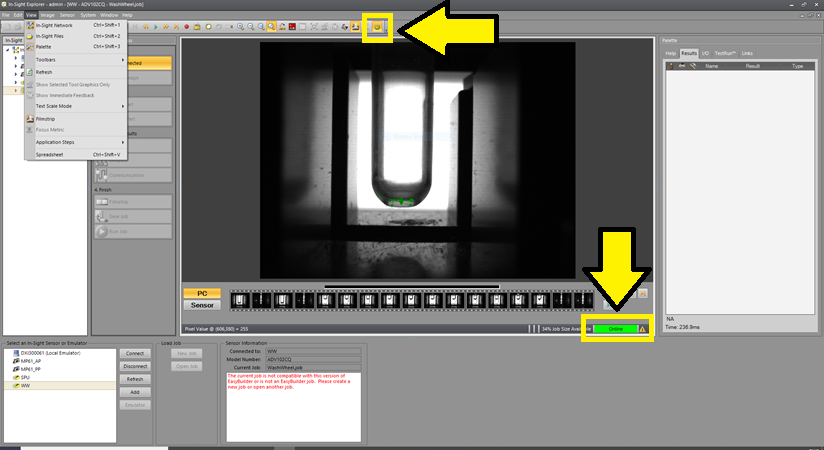 In-Sight Explorer - admin - [WW - ADV102CQ - WashWheel.job]
File Edit View Image Sensor System Window Help
In-Sight Network Ctrl+Shift+1
In-Sight Files Ctrl+Shift+2
Palette Ctrl+Shift+3
Toolbars
Refresh
Show Selected Tool Graphics Only
Show Immediate Feedback
Text Scale Mode
Filmstrip
Focus Metric
Application Steps
Spreadsheet Ctrl+Shift+V
4. Finish
Filmstrip
Save Job
Run Job
Palette
Help Results I/O TestRun™ Links
Name Result Type
PC
Sensor
Pixel Value @ (606,380) = 255
34% Job Size Available
Online
NA
Time: 236.9ms
Select an In-Sight Sensor or Emulator
DXI300061 (Local Emulator)
MP61_AP
MP61_PP
SPU
WW
Connect
Disconnect
Refresh
Add
Emulator
Load Job
New Job
Open Job
Sensor Information
Connected to: WW
Model Number: ADV102CQ
Current Job: WashWheel.job
The current job is not compatible with this version of
EasyBuilder or is not an EasyBuilder job. Please create a
new job or open another job.